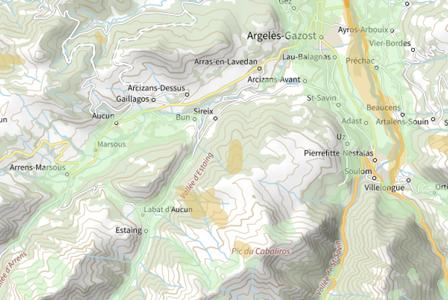 Gez
Argelès-Gazost
Ayros-Arbouix
Vier-Bordes
Lau-Balagnas
Arras-en-Lavedan
Préchac
Arcizans-Avant
Arcizans-Dessus
Gaillagos
St-Savin
Beaucens
Sireix
Bun
Aucun
Adast
Artalens-Souin
Marsous
Uz
Pierrefitte-Nestalas
Arrens-Marsous
Soulom
Vallée d'Estaing
Villelongue
Labat d'Aucun
Estaing
Pic du Cabaliros